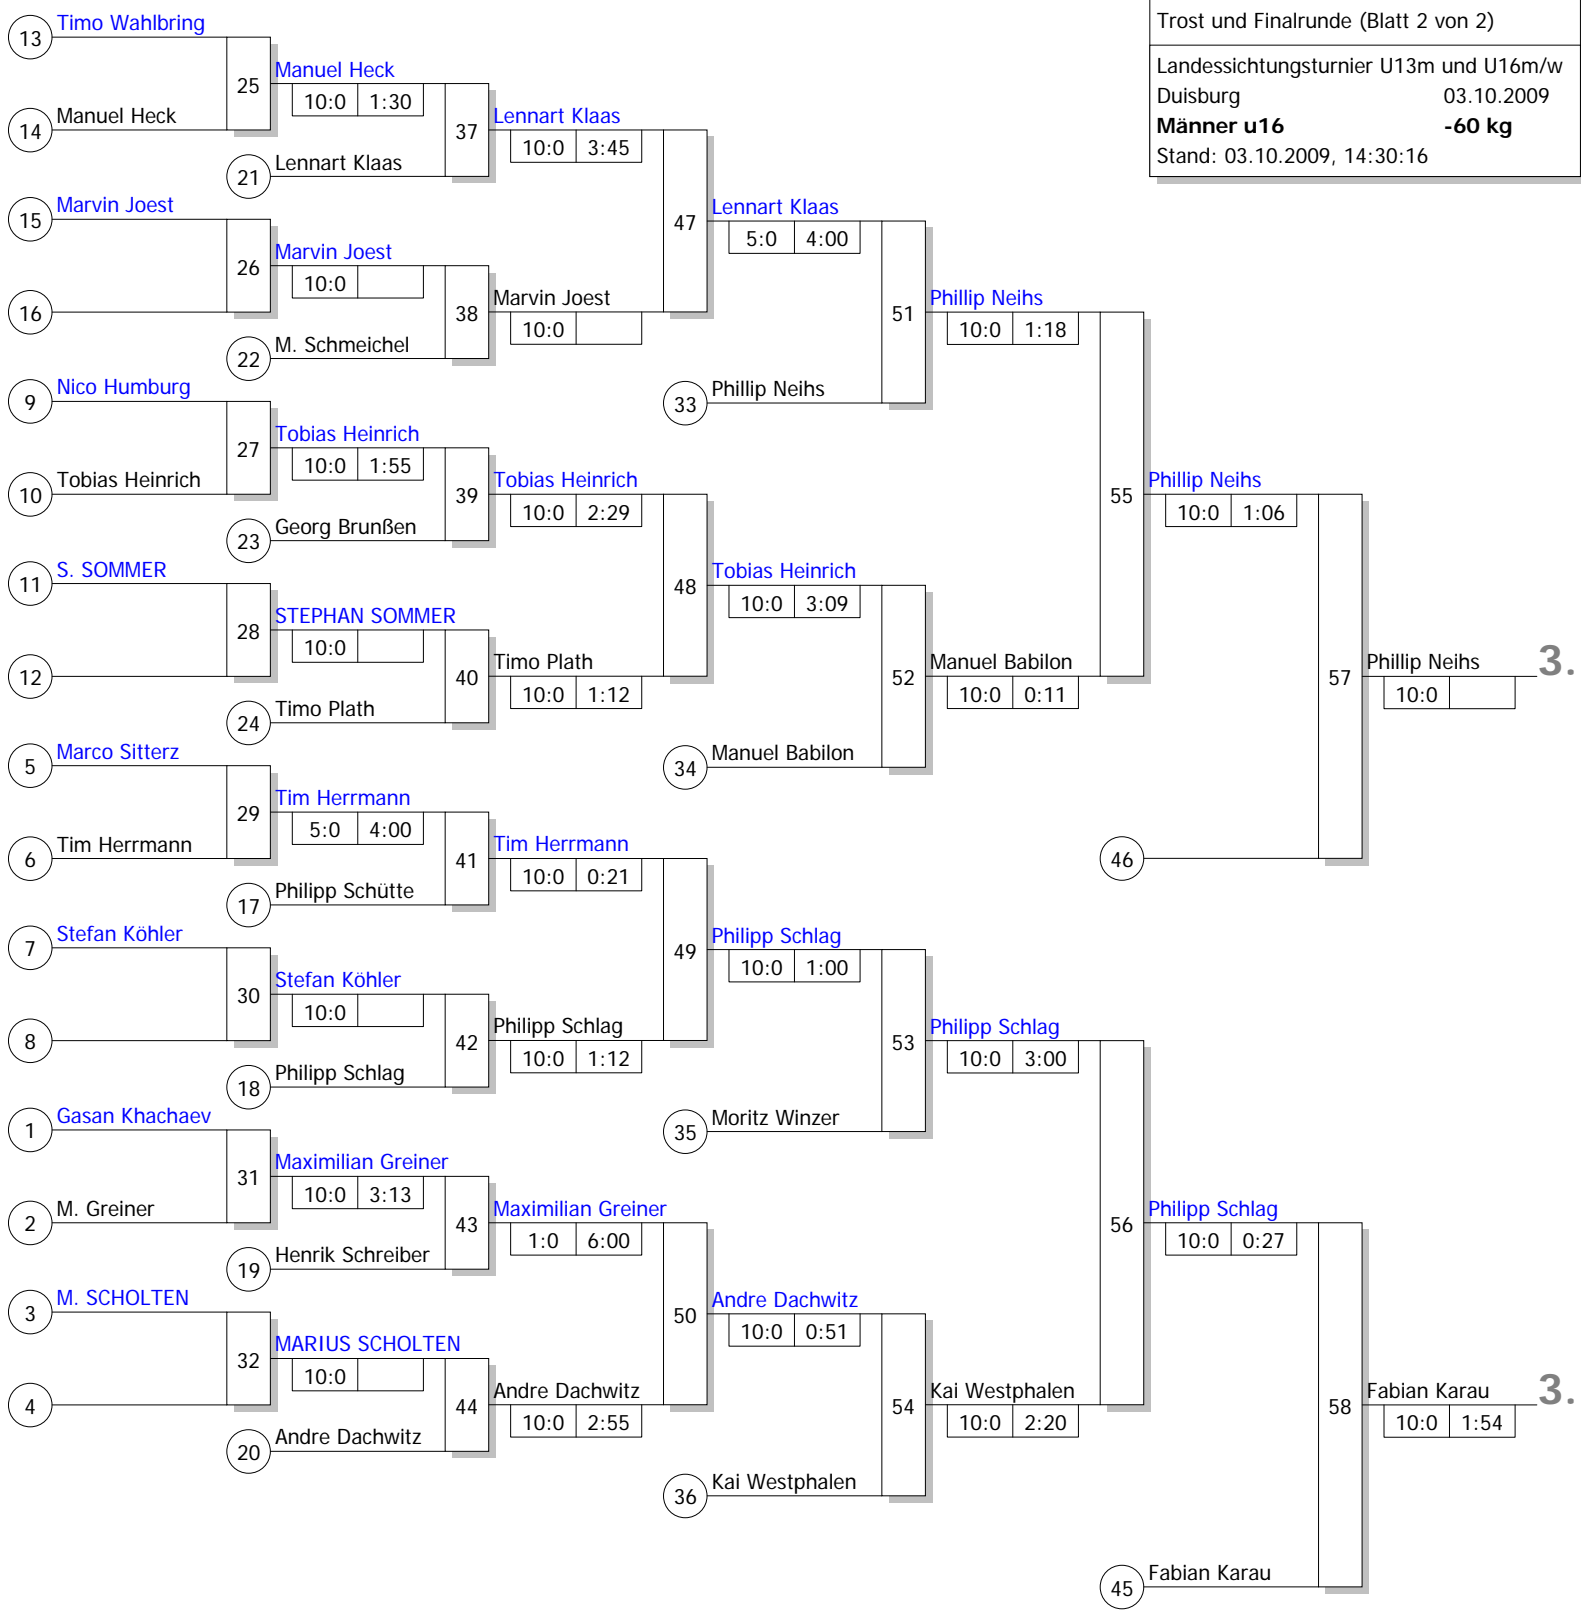 Trost und Finalrunde (Blatt 2 von 2)
Landessichtungsturnier U13m und U16m/w
Duisburg 03.10.2009
Männer u16 -60 kg
Stand: 03.10.2009, 14:30:16
13 Timo Wahlbring
25 Manuel Heck
10:0 1:30
14 Manuel Heck
37 Lennart Klaas
10:0 3:45
21 Lennart Klaas
15 Marvin Joest
47 Lennart Klaas
5:0 4:00
26 Marvin Joest
10:0
16
38 Marvin Joest
10:0
22 M. Schmeichel
51 Phillip Neihs
10:0 1:18
9 Nico Humburg
33 Phillip Neihs
27 Tobias Heinrich
10:0 1:55
10 Tobias Heinrich
39 Tobias Heinrich
10:0 2:29
23 Georg Brunßen
55 Phillip Neihs
10:0 1:06
11 S. SOMMER
48 Tobias Heinrich
10:0 3:09
28 STEPHAN SOMMER
10:0
12
40 Timo Plath
10:0 1:12
24 Timo Plath
52 Manuel Babilon
10:0 0:11
57 Phillip Neihs 3.
10:0
5 Marco Sitterz
34 Manuel Babilon
29 Tim Herrmann
5:0 4:00
6 Tim Herrmann
41 Tim Herrmann
10:0 0:21
46
17 Philipp Schütte
7 Stefan Köhler
49 Philipp Schlag
10:0 1:00
30 Stefan Köhler
10:0
8
42 Philipp Schlag
10:0 1:12
18 Philipp Schlag
53 Philipp Schlag
10:0 3:00
1 Gasan Khachaev
35 Moritz Winzer
31 Maximilian Greiner
10:0 3:13
2 M. Greiner
43 Maximilian Greiner
1:0 6:00
19 Henrik Schreiber
56 Philipp Schlag
10:0 0:27
3 M. SCHOLTEN
50 Andre Dachwitz
10:0 0:51
32 MARIUS SCHOLTEN
10:0
4
44 Andre Dachwitz
10:0 2:55
20 Andre Dachwitz
54 Kai Westphalen
10:0 2:20
58 Fabian Karau 3.
10:0 1:54
36 Kai Westphalen
45 Fabian Karau